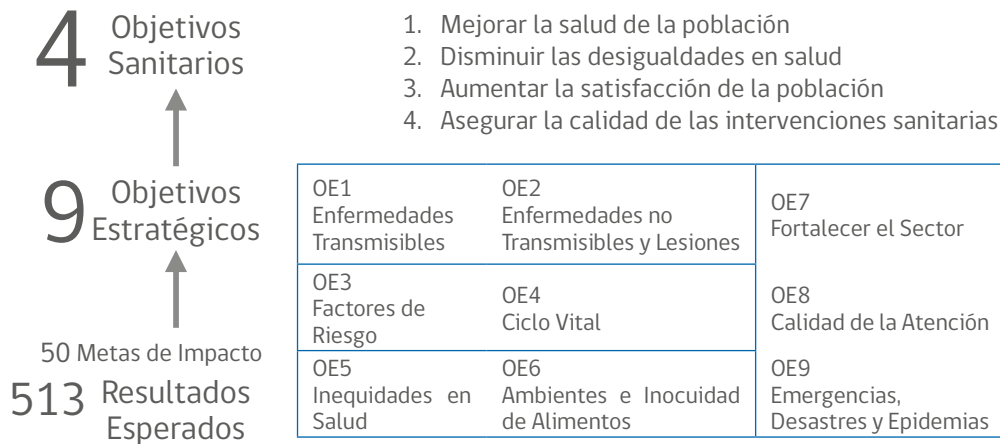 4 Objetivos
Sanitarios
1. Mejorar la salud de la población
2. Disminuir las desigualdades en salud
3. Aumentar la satisfacción de la población
4. Asegurar la calidad de las intervenciones sanitarias
9 Objetivos
Estratégicos
OE1
Enfermedades
Transmisibles
OE2
Enfermedades no
Transmisibles y Lesiones
OE7
Fortalecer el Sector
OE3
Factores de
Riesgo
OE4
Ciclo Vital
OE8
Calidad de la Atención
OE5
Inequidades en
Salud
OE6
Ambientes e Inocuidad
de Alimentos
OE9
Emergencias,
Desastres y Epidemias
50 Metas de Impacto
513 Resultados
Esperados